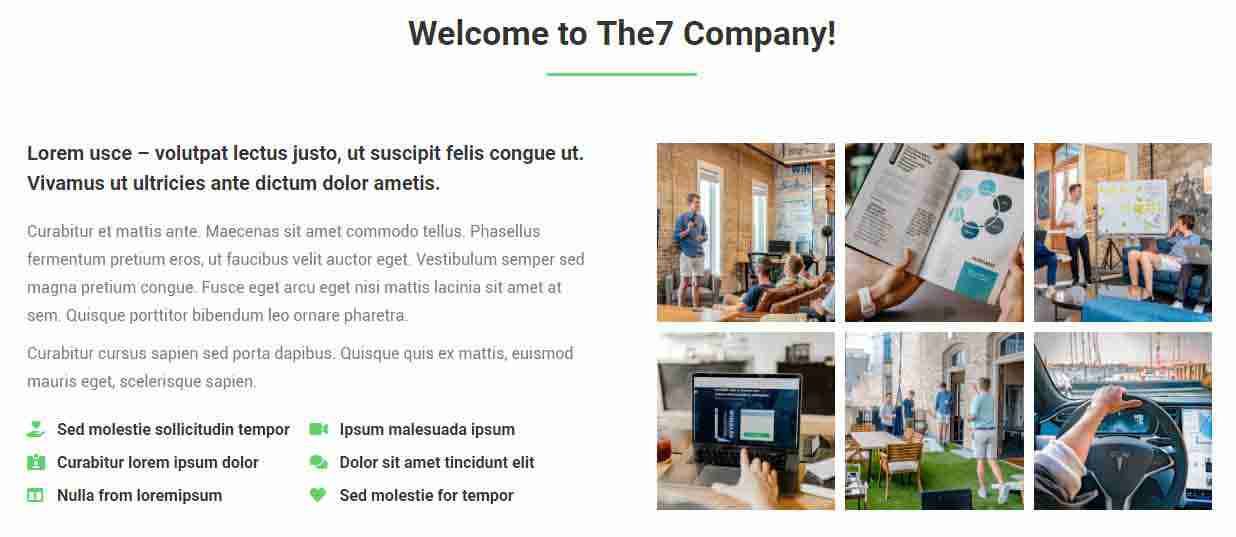 Welcome to The7 Company!
Lorem usce – volutpat lectus justo, ut suscipit felis congue ut.
Vivamus ut ultricies ante dictum dolor ametis.
Curabitur et mattis ante. Maecenas sit amet commodo tellus. Phasellus
fermentum pretium eros, ut faucibus velit auctor eget. Vestibulum semper sed
magna pretium congue. Fusce eget arcu eget nisi mattis lacinia sit amet at
sem. Quisque porttitor bibendum leo ornare pharetra.
Curabitur cursus sapien sed porta dapibus. Quisque quis ex mattis, euismod
mauris eget, scelerisque sapien.
Sed molestie sollicitudin tempor
Ipsum malesuada ipsum
Curabitur lorem ipsum dolor
Dolor sit amet tincidunt elit
Nulla from loremipsum
Sed molestie for tempor